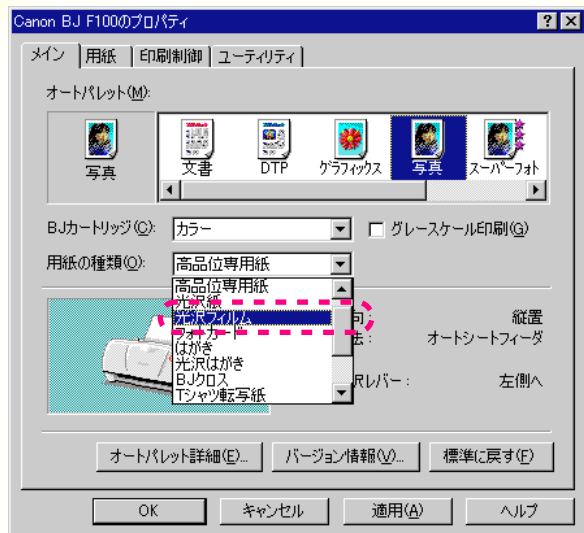 Canon BJ F100のプロパティ
メイン 用紙 印刷制御 ユーティリティ
オートパレット(M):
写真 文書 DTP グラフィックス 写真 スーパーフォト
BJカートリッジ(C): カラー グレースケール印刷(G)
用紙の種類(O): 高品位専用紙
高品位専用紙
光沢紙
光沢フィルム 向: 縦置
フォトカード 法: オートシートフィーダ
はがき
光沢はがき
BJクロス 択レバー: 左側へ
Tシャツ転写紙
オートパレット詳細(E)... バージョン情報(V)... 標準に戻す(F)
OK キャンセル 適用(A) ヘルプ